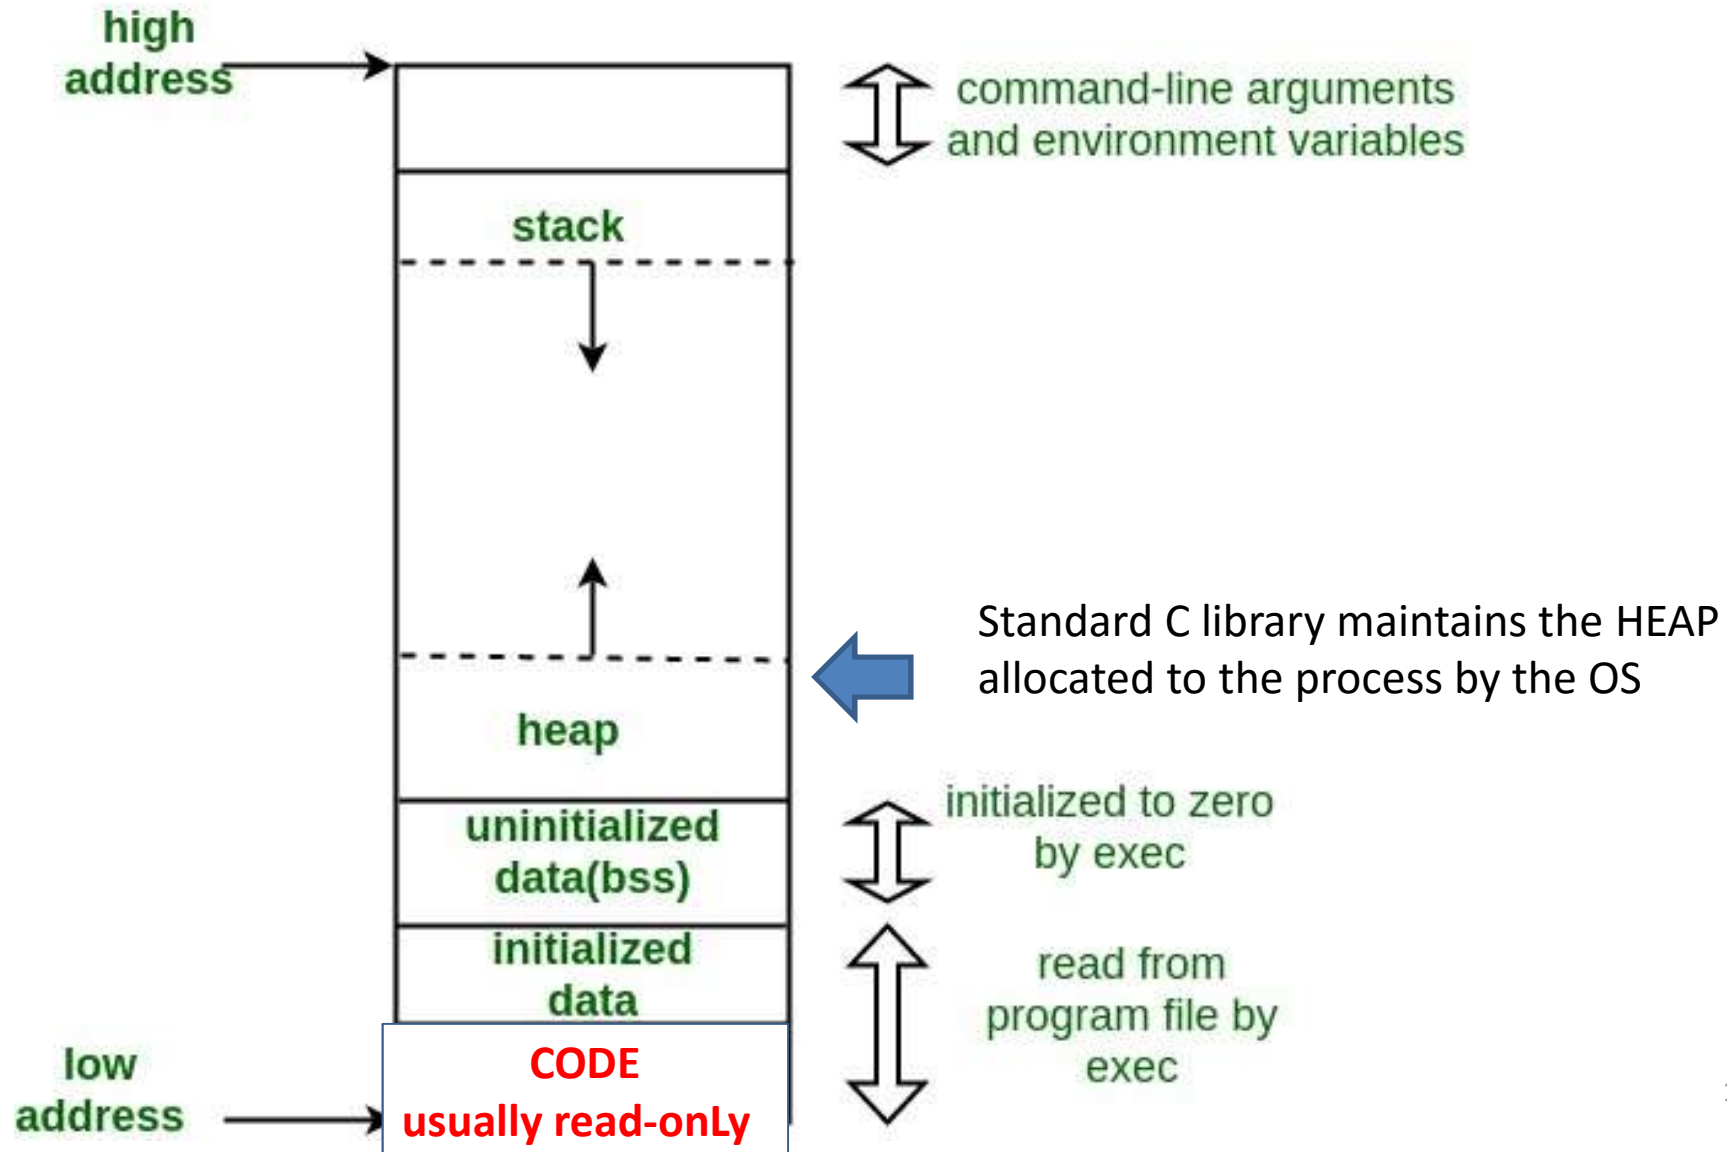 high
address
command-line arguments
and environment variables
stack
Standard C library maintains the HEAP
allocated to the process by the OS
heap
initialized to zero
by exec
uninitialized
data(bss)
initialized
data
read from
program file by
exec
CODE
usually read-onLy
low
address